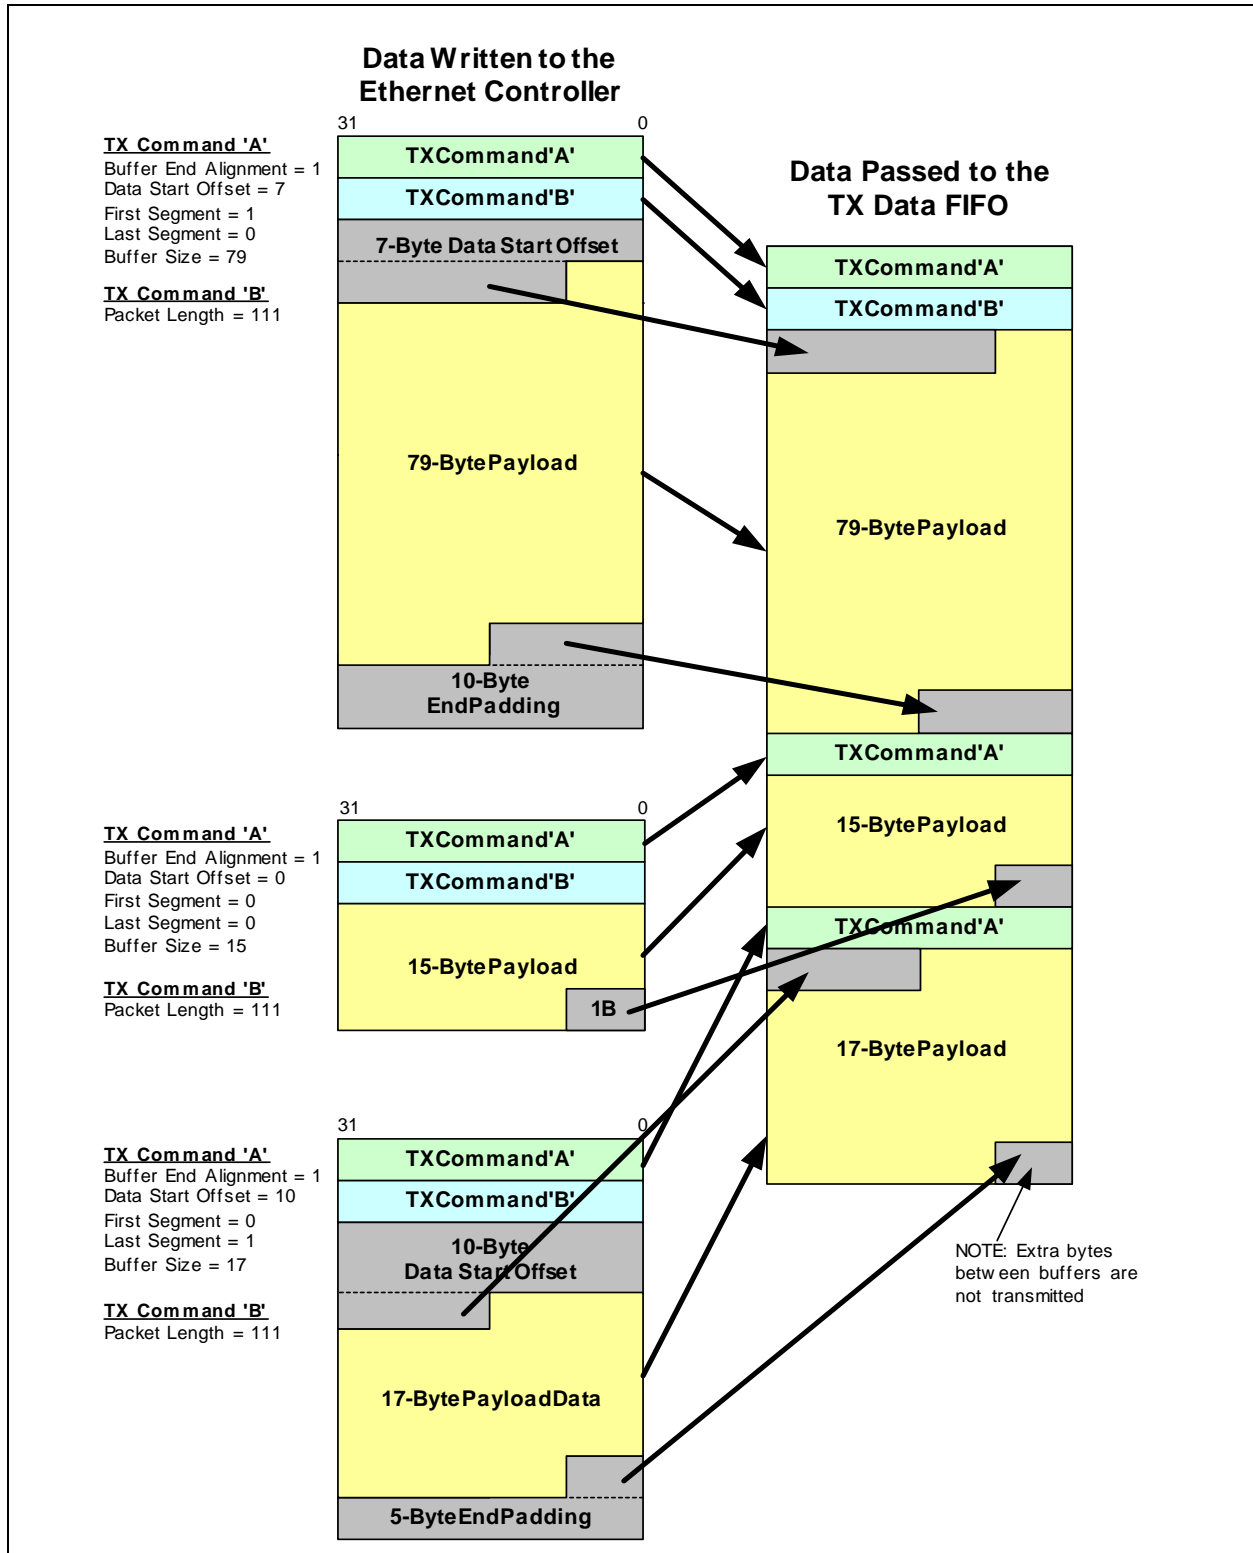 Data Written to the
Ethernet Controller
31 0
TX Command 'A'
Buffer End Alignment = 1
Data Start Offset = 7
First Segment = 1
Last Segment = 0
Buffer Size = 79
TX Command 'B'
Packet Length = 111
TXCommand'A'
TXCommand'B'
7-Byte Data Start Offset
79-BytePayload
10-Byte
EndPadding
Data Passed to the
TX Data FIFO
TXCommand'A'
TXCommand'B'
79-BytePayload
TXCommand'A'
15-BytePayload
TXCommand'A'
17-BytePayload
NOTE: Extra bytes
between buffers are
not transmitted
31 0
TX Command 'A'
Buffer End Alignment = 1
Data Start Offset = 0
First Segment = 0
Last Segment = 0
Buffer Size = 15
TX Command 'B'
Packet Length = 111
TXCommand'A'
TXCommand'B'
15-BytePayload
1B
31 0
TX Command 'A'
Buffer End Alignment = 1
Data Start Offset = 10
First Segment = 0
Last Segment = 1
Buffer Size = 17
TX Command 'B'
Packet Length = 111
TXCommand'A'
TXCommand'B'
10-Byte
Data Start Offset
17-BytePayloadData
5-ByteEndPadding